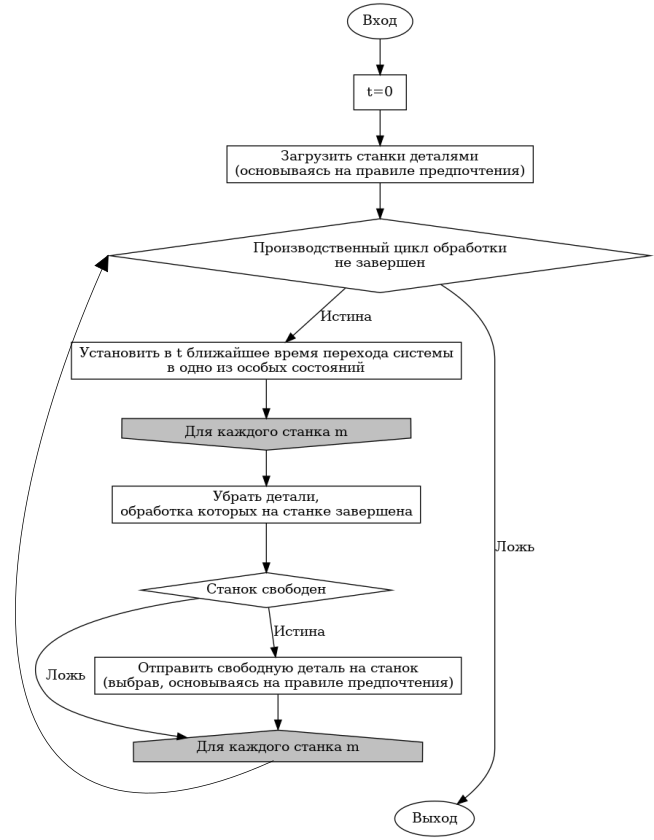 Вход
t=0
Загрузить станки деталями
(основываясь на правиле предпочтения)
Производственный цикл обработки
не завершен
Истина
Установить в t ближайшее время перехода системы
в одно из особых состояний
Для каждого станка m
Убрать детали,
обработка которых на станке завершена
Ложь
Станок свободен
Истина
Отправить свободную деталь на станок
(выбрав, основываясь на правиле предпочтения)
Ложь
Для каждого станка m
Выход